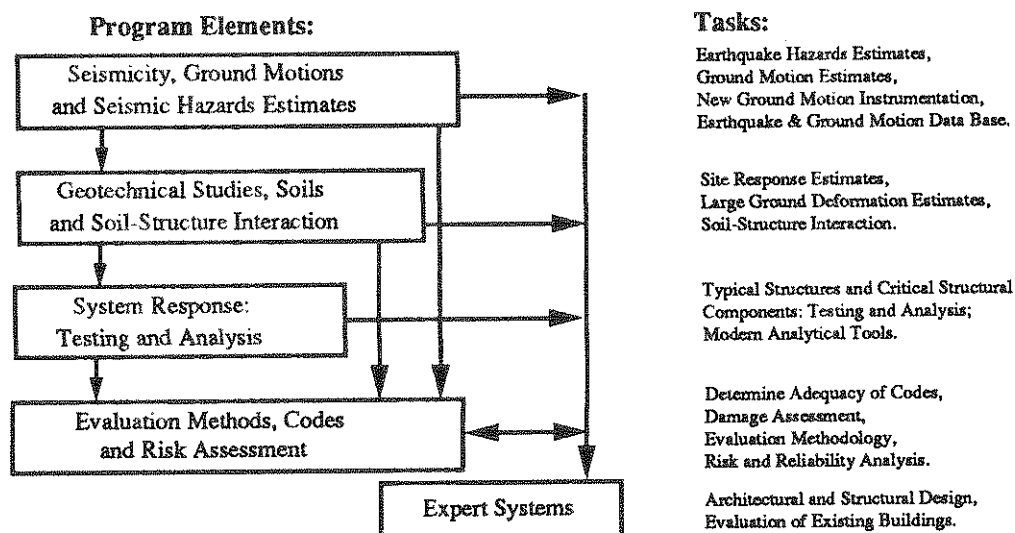 Program Elements:
Seismicity, Ground Motions
and Seismic Hazards Estimates
Geotechnical Studies, Soils
and Soil-Structure Interaction
System Response:
Testing and Analysis
Evaluation Methods, Codes
and Risk Assessment
Expert Systems
Tasks:
Earthquake Hazards Estimates,
Ground Motion Estimates,
New Ground Motion Instrumentation,
Earthquake & Ground Motion Data Base.
Site Response Estimates,
Large Ground Deformation Estimates,
Soil-Structure Interaction.
Typical Structures and Critical Structural
Components: Testing and Analysis;
Modern Analytical Tools.
Determine Adequacy of Codes,
Damage Assessment,
Evaluation Methodology,
Risk and Reliability Analysis.
Architectural and Structural Design,
Evaluation of Existing Buildings.